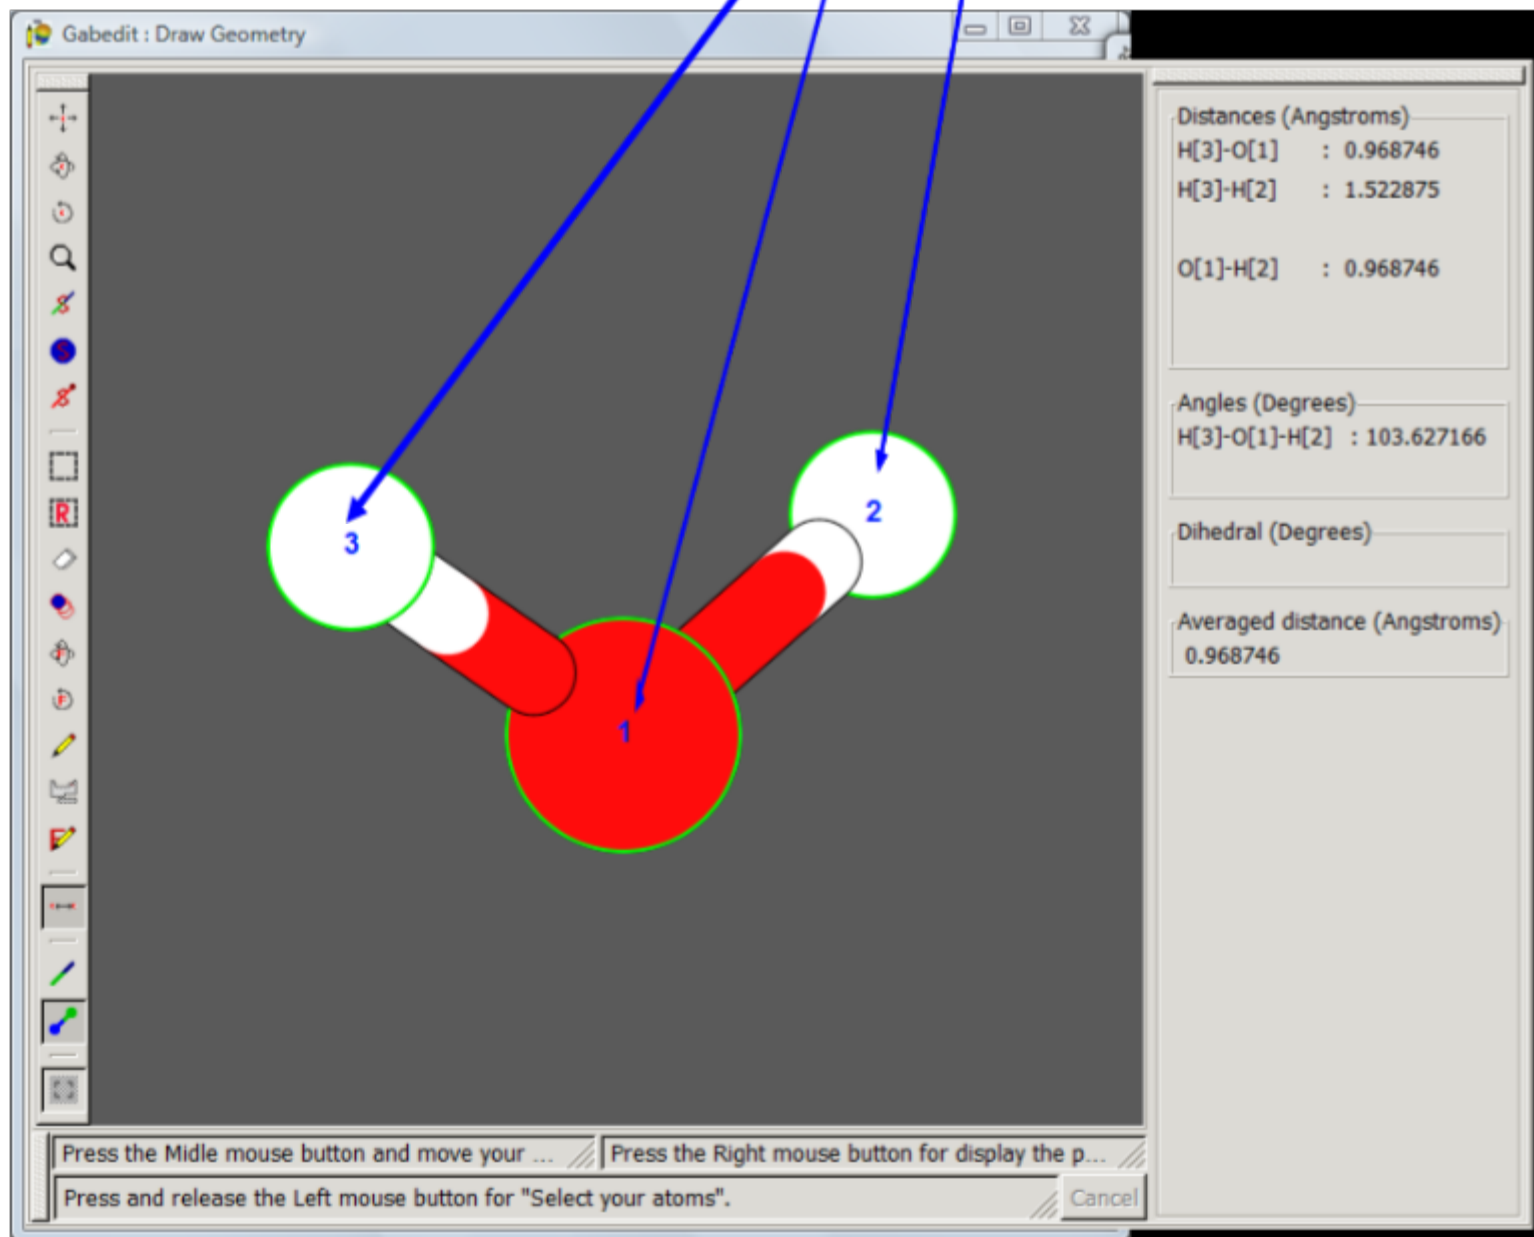 Gabedit : Draw Geometry
Distances (Angstroms)
H[3]-O[1] : 0.968746
H[3]-H[2] : 1.522875
O[1]-H[2] : 0.968746
Angles (Degrees)
H[3]-O[1]-H[2] : 103.627166
Dihedral (Degrees)
Averaged distance (Angstroms)
0.968746
S
R
F
3
2
1
Press the Midle mouse button and move your ...
Press the Right mouse button for display the p...
Press and release the Left mouse button for "Select your atoms".
Cancel